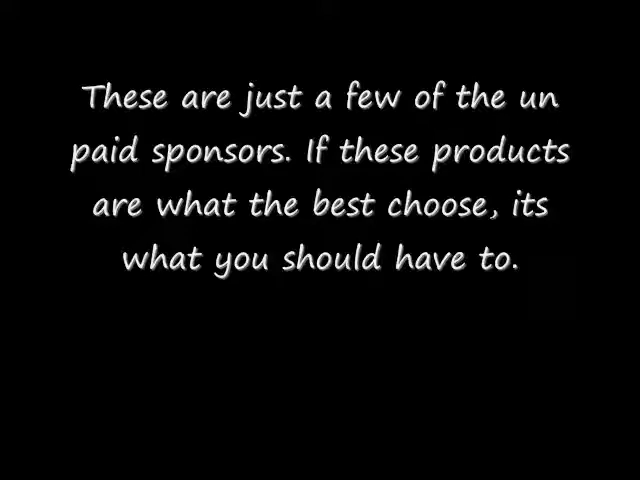 These are just a few of the un
paid sponsors. If these products
are what the best choose, its
what you should have to.